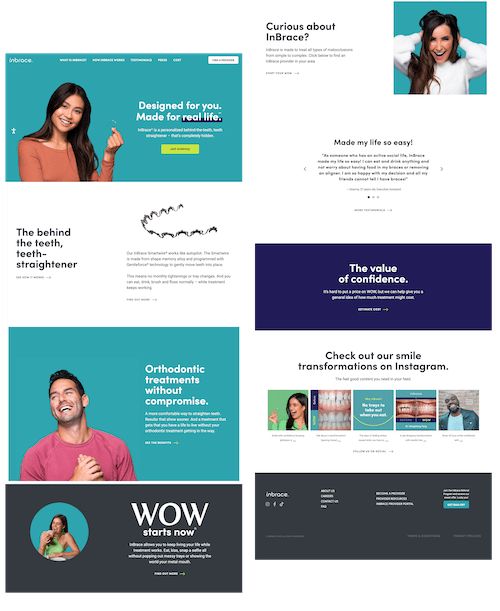 inbrace.
WHAT IS INBRACE?
HOW INBRACE WORKS
TESTIMONIALS
PRESS
COST
FIND A PROVIDER
Designed for you.
Made for real life.
InBrace™ is a personalized behind the teeth, teeth
straightener – that's completely hidden.
GET STARTED
The behind
the teeth,
teeth-
straightener
SEE HOW IT WORKS
Our InBrace Smartwire® works like autopilot. The Smartwire
is made from shape memory alloy and programmed with
Gentleforce® technology to gently move teeth into place.
This means no monthly tightenings or tray changes. And you
can eat, drink, brush and floss normally – while treatment
keeps working.
FIND OUT MORE
Orthodontic
treatments
without
compromise.
A more comfortable way to straighten teeth.
Results that show sooner. And a treatment that
gets that you have a life to live without your
orthodontic treatment getting in the way.
SEE THE BENEFITS
WOW
starts now
InBrace allows you to keep living your life while
treatment works. Eat, kiss, snap a selfie all
without popping out messy trays or showing the
world your metal mouth.
FIND OUT MORE
Curious about
InBrace?
InBrace is made to treat all types of malocclusions
from simple to complex. Click below to find an
InBrace provider in your area.
START YOUR WOW
Made my life so easy!
"As someone who has an active social life, InBrace
made my life so easy! I can eat and drink anything and
not worry about having food in my braces or removing
an aligner. I am so happy with my decision and all my
friends cannot tell I have braces!"
MORE TESTIMONIALS
The value
of confidence.
It's hard to put a price on WOW, but we can help give you a
general idea of how much treatment might cost.
ESTIMATE COST
Check out our smile
transformations on Instagram.
The feel good content you need in your feed.
No trays to
take out
when you eat.
WOW
FOLLOW US ON SOCIAL
inbrace.
ABOUT US
CAREERS
CONTACT US
FAQ
BECOME A PROVIDER
PROVIDER RESOURCES
INBRACE PROVIDER PORTAL